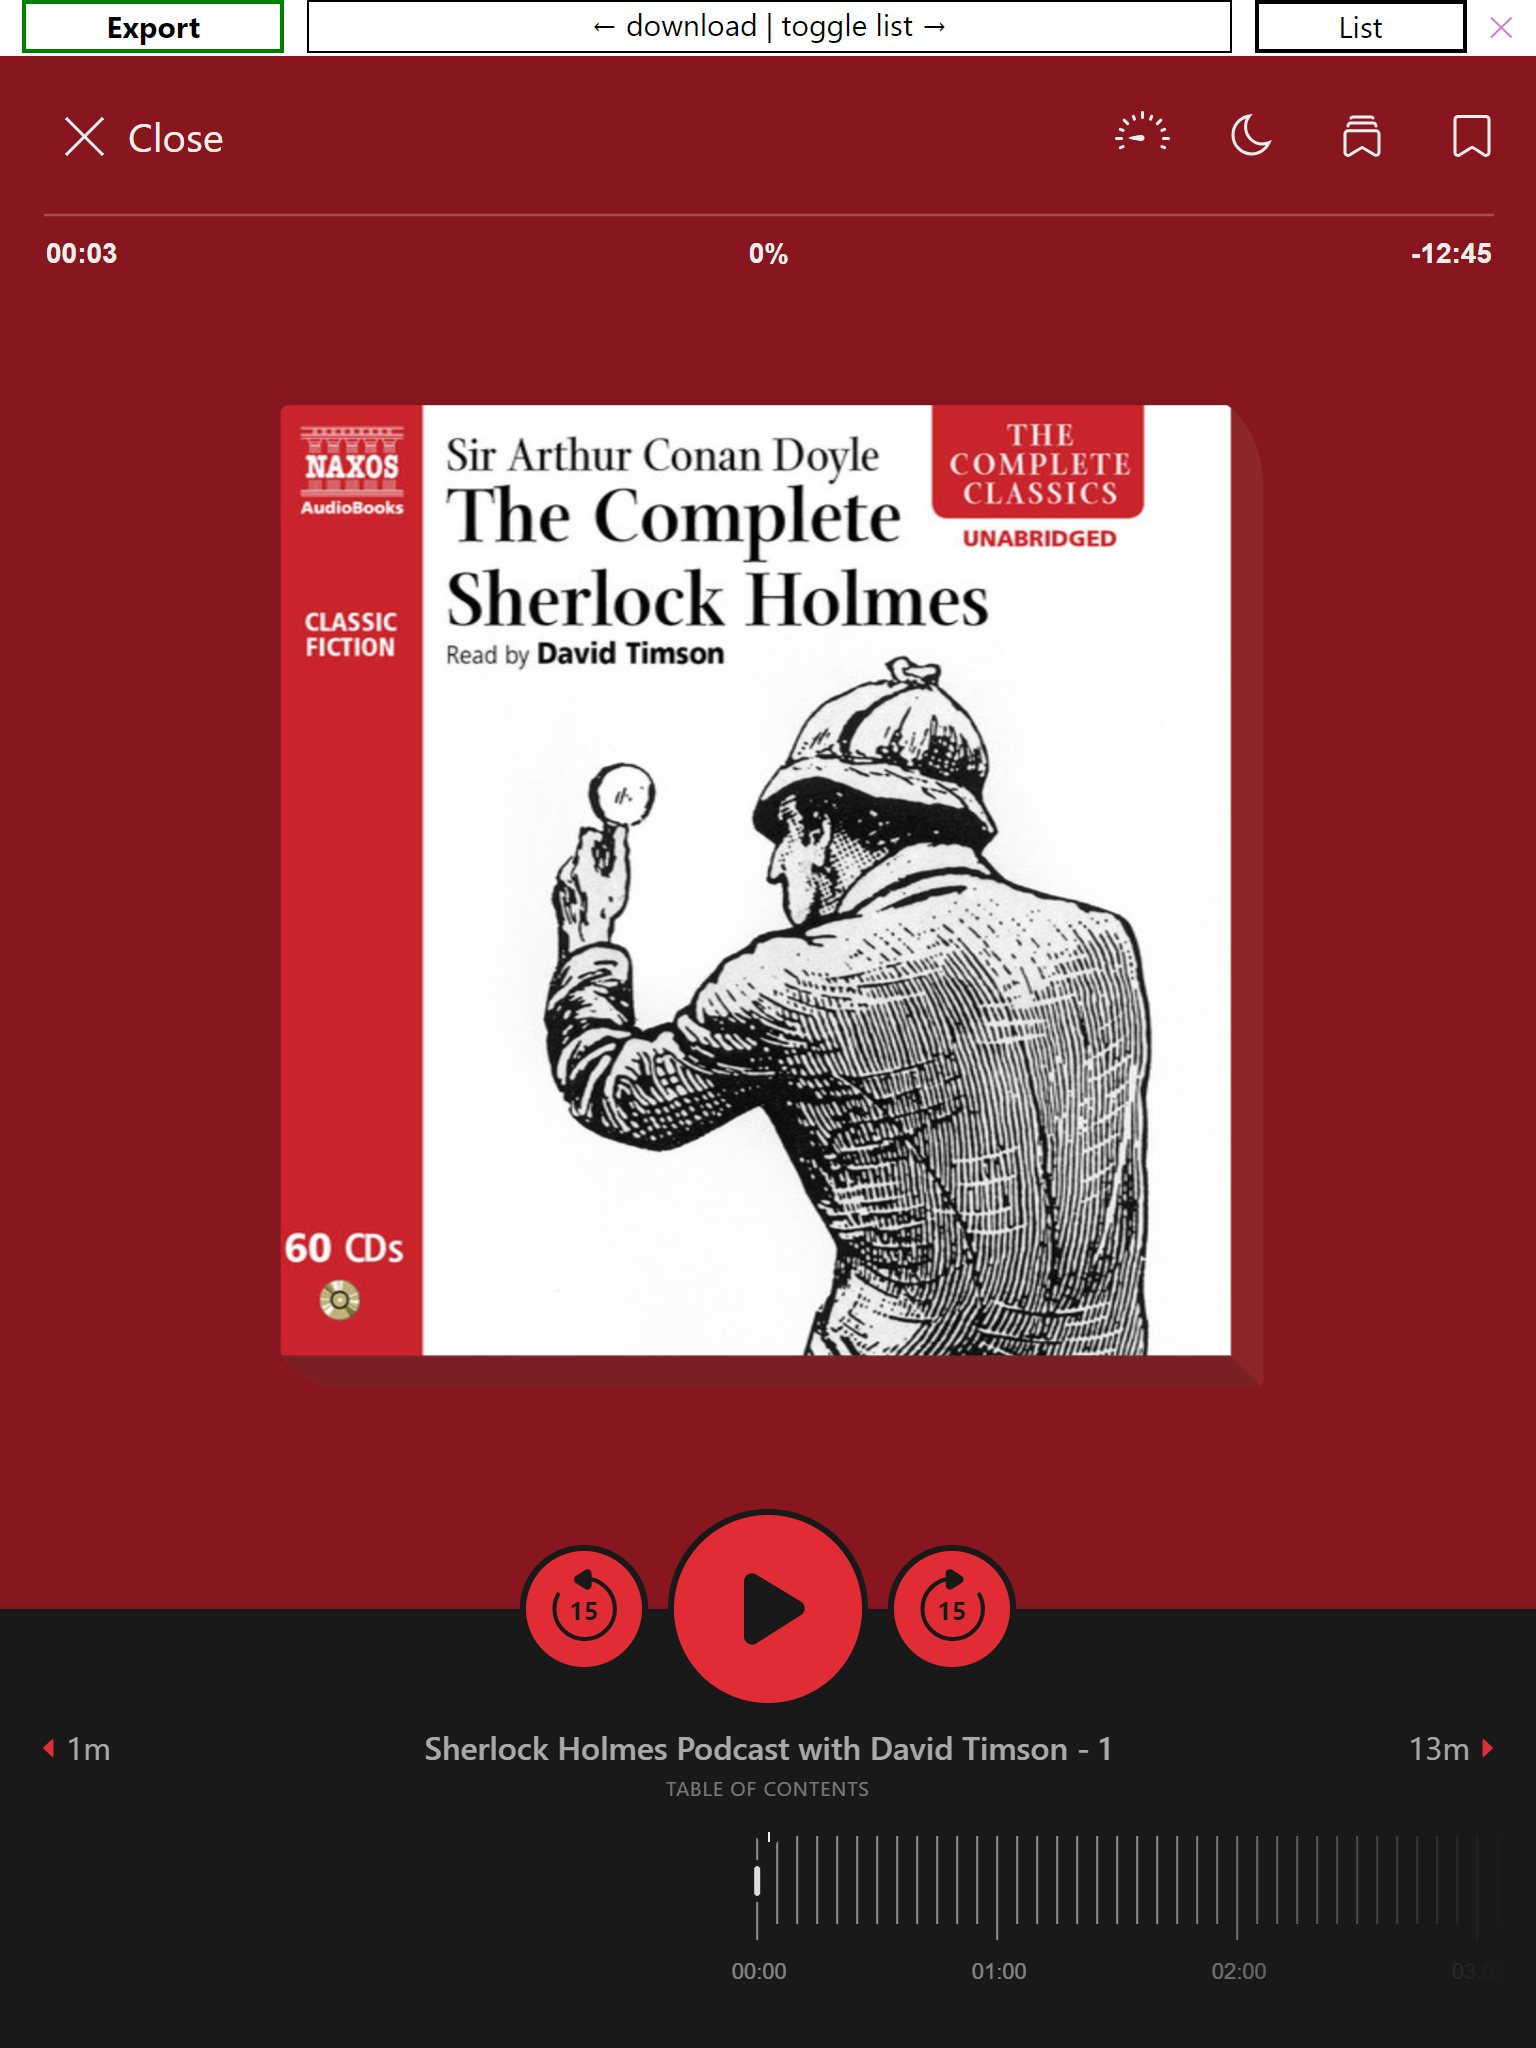 Export
← download | toggle list →
List
Close
00:03
0%
-12:45
NAXOS
AudioBooks
CLASSIC
FICTION
60 CDs
Sir Arthur Conan Doyle
The Complete
Sherlock Holmes
Read by David Timson
THE
COMPLETE
CLASSICS
UNABRIDGED
15
15
1m
Sherlock Holmes Podcast with David Timson - 1
13m
TABLE OF CONTENTS
00:00
01:00
02:00
03:0